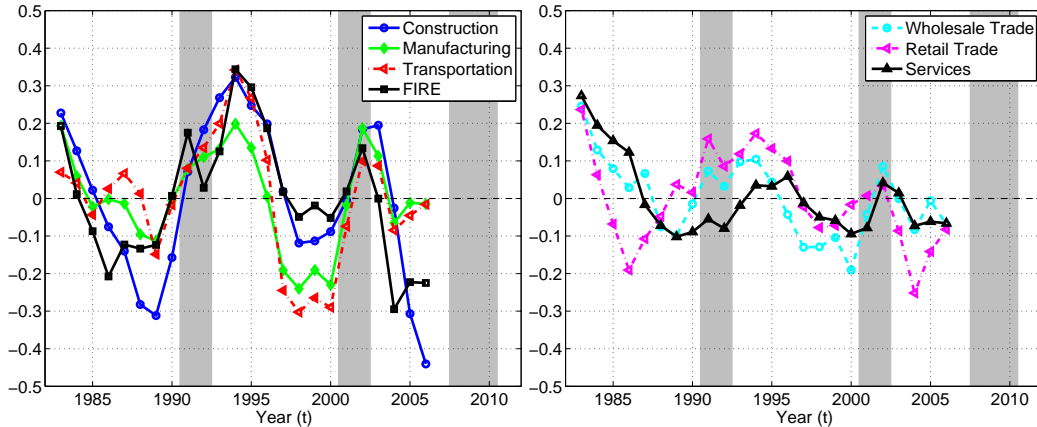 0.5
0.4
0.3
0.2
0.1
0
−0.1
−0.2
−0.3
−0.4
−0.5
1985 1990 1995 2000 2005 2010
Year (t)
Construction
Manufacturing
Transportation
FIRE
0.5
0.4
0.3
0.2
0.1
0
−0.1
−0.2
−0.3
−0.4
−0.5
1985 1990 1995 2000 2005 2010
Year (t)
Wholesale Trade
Retail Trade
Services